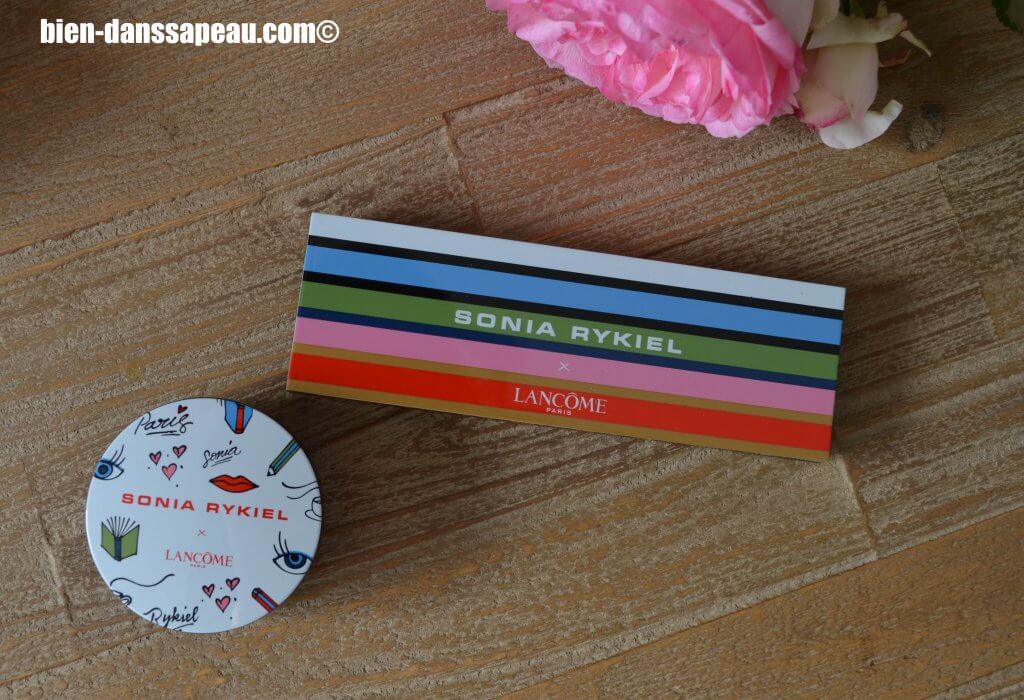 bien-danssapeau.com©
SONIA RYKIEL
×
LANCÔME
PARIS
Paris
Sonia
SONIA RYKIEL
×
LANCÔME
PARIS
Rykiel